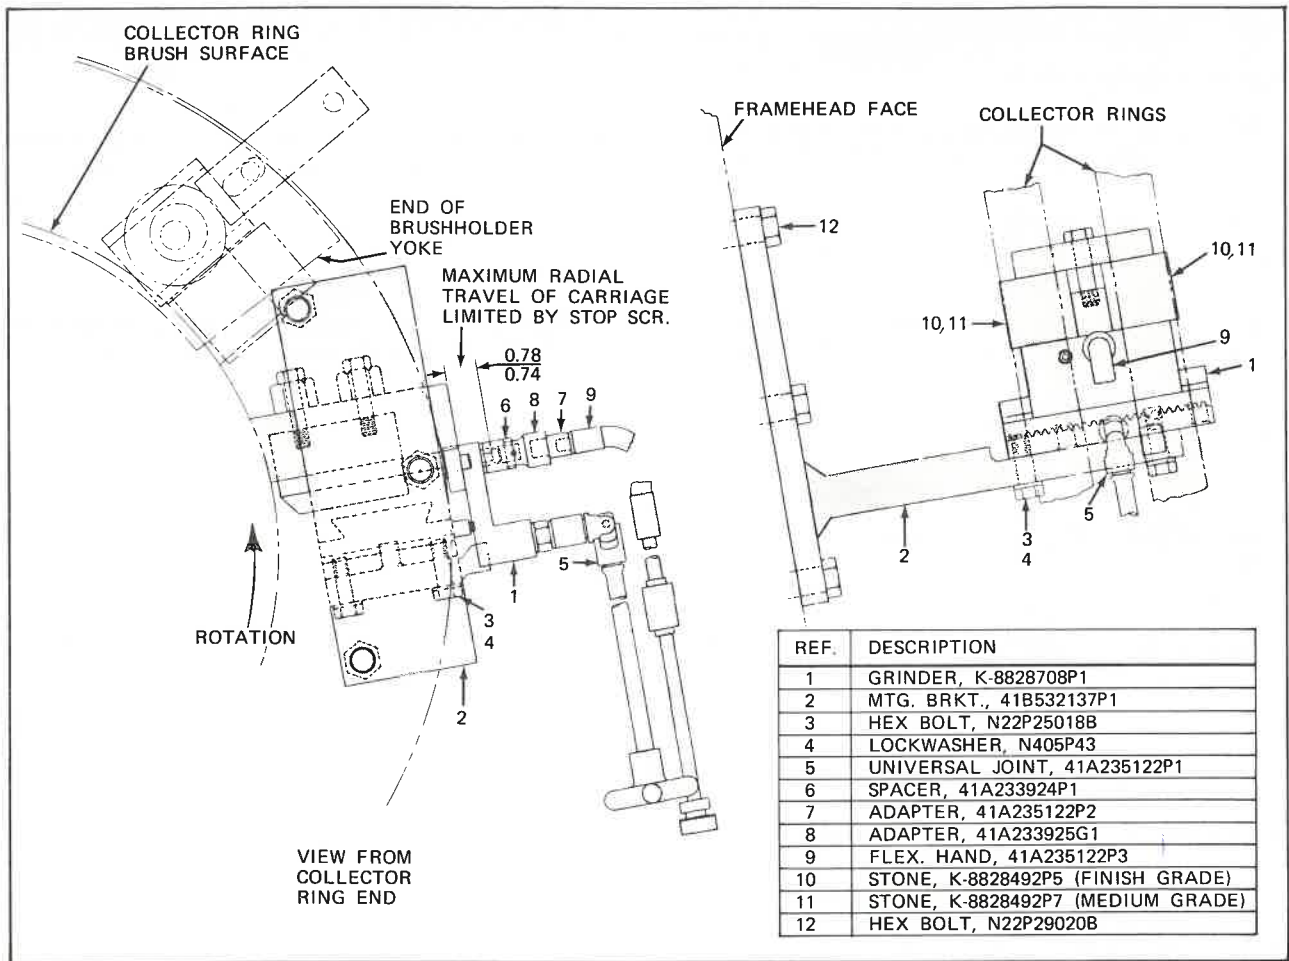 COLLECTOR RING
BRUSH SURFACE
END OF
BRUSHHOLDER
YOKE
MAXIMUM RADIAL
TRAVEL OF CARRIAGE
LIMITED BY STOP SCR.
0.78
0.74
6
8
7
9
5
1
3
4
2
ROTATION
VIEW FROM
COLLECTOR
RING END
FRAMEHEAD FACE
COLLECTOR RINGS
12
10,11
10,11
9
1
5
3
4
2
REF. DESCRIPTION
1 GRINDER, K-8828708P1
2 MTG. BRKT., 41B532137P1
3 HEX BOLT, N22P25018B
4 LOCKWASHER, N405P43
5 UNIVERSAL JOINT, 41A235122P1
6 SPACER, 41A233924P1
7 ADAPTER, 41A235122P2
8 ADAPTER, 41A233925G1
9 FLEX. HAND, 41A235122P3
10 STONE, K-8828492P5 (FINISH GRADE)
11 STONE, K-8828492P7 (MEDIUM GRADE)
12 HEX BOLT, N22P29020B